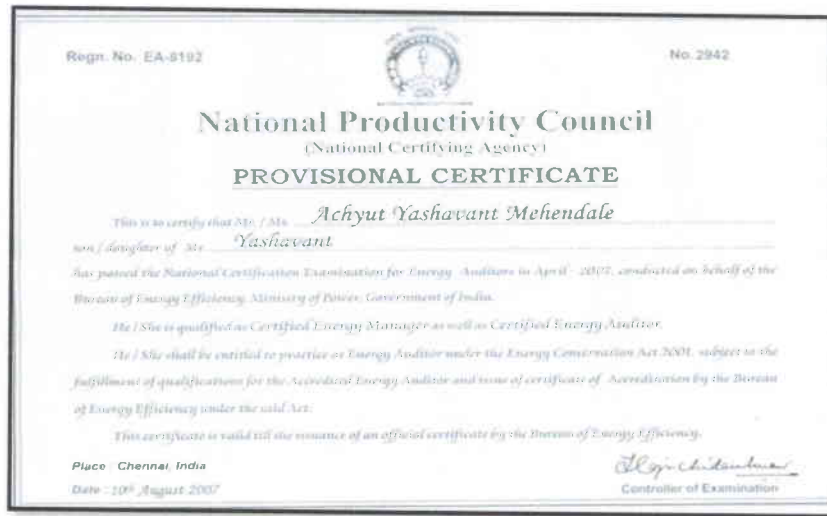 Regn. No. EA-8192
No. 2942
National Productivity Council
(National Certifying Agency)
PROVISIONAL CERTIFICATE
This is to certify that Mr. / Ms. Achyut Yashavant Mehendale
son / daughter of Mr. Yashavant
has passed the National Certification Examination for Energy Auditors in April - 2007, conducted on behalf of the
Bureau of Energy Efficiency, Ministry of Power, Government of India.
He / She is qualified as Certified Energy Manager as well as Certified Energy Auditor.
He / She shall be entitled to practice as Energy Auditor under the Energy Conservation Act 2001, subject to the
fulfillment of qualifications for the Accredited Energy Auditor and issue of certificate of Accreditation by the Bureau
of Energy Efficiency under the said Act.
This certificate is valid till the issuance of an official certificate by the Bureau of Energy Efficiency.
Place : Chennai, India
Date : 10th August 2007
Controller of Examination